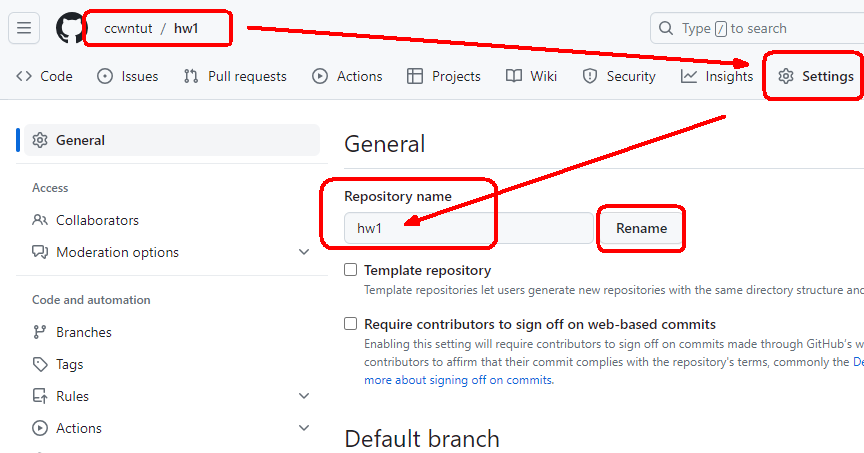 ccwntut / hw1
Type / to search
Code Issues Pull requests Actions Projects Wiki Security Insights Settings
General
Access
Collaborators
Moderation options
Code and automation
Branches
Tags
Rules
Actions
General
Repository name
hw1 Rename
Template repository
Template repositories let users generate new repositories with the same directory structure and
Require contributors to sign off on web-based commits
Enabling this setting will require contributors to sign off on commits made through GitHub's w
contributors to affirm that their commit complies with the repository's terms, commonly the De
more about signing off on commits.
Default branch